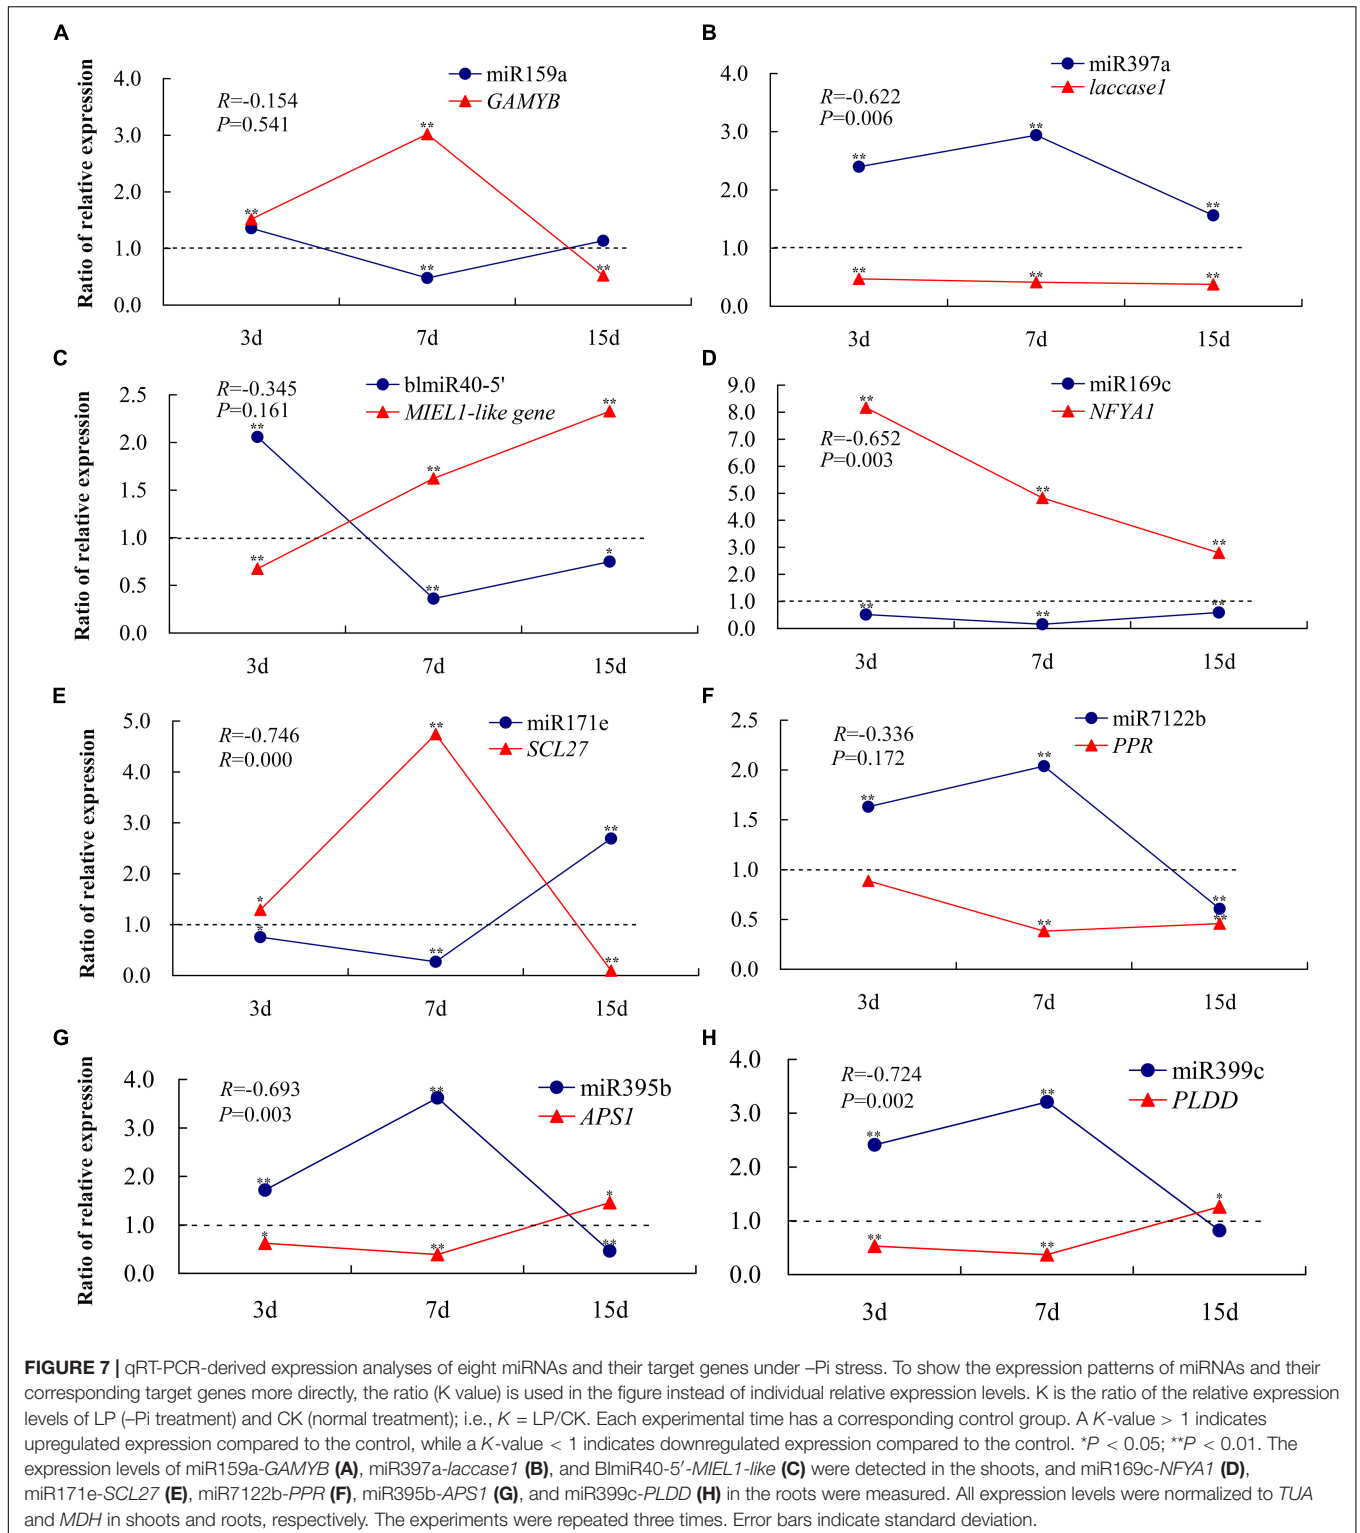 A
Ratio of relative expression
4.0
3.0
2.0
1.0
0.0
R=-0.154
P=0.541
miR159a
GAMYB
**
**
**
**
3d
7d
15d
B
4.0
3.0
2.0
1.0
0.0
R=-0.622
P=0.006
miR397a
laccase1
**
**
**
**
**
**
3d
7d
15d
C
Ratio of relative expression
2.5
2.0
1.5
1.0
0.5
0.0
R=-0.345
P=0.161
blmiR40-5'
MIEL1-like gene
**
**
**
**
**
*
3d
7d
15d
D
9.0
8.0
7.0
6.0
5.0
4.0
3.0
2.0
1.0
0.0
R=-0.652
P=0.003
miR169c
NFYA1
**
**
**
**
**
**
3d
7d
15d
E
Ratio of relative expression
5.0
4.0
3.0
2.0
1.0
0.0
R=-0.746
R=0.000
miR171e
SCL27
*
*
**
**
**
**
3d
7d
15d
F
2.5
2.0
1.5
1.0
0.5
0.0
R=-0.336
P=0.172
miR7122b
PPR
**
**
**
**
**
3d
7d
15d
G
Ratio of relative expression
4.0
3.0
2.0
1.0
0.0
R=-0.693
P=0.003
miR395b
APS1
**
*
**
**
*
**
3d
7d
15d
H
4.0
3.0
2.0
1.0
0.0
R=-0.724
P=0.002
miR399c
PLDD
**
**
**
**
*
3d
7d
15d
FIGURE 7 | qRT-PCR-derived expression analyses of eight miRNAs and their target genes under –Pi stress. To show the expression patterns of miRNAs and their
corresponding target genes more directly, the ratio (K value) is used in the figure instead of individual relative expression levels. K is the ratio of the relative expression
levels of LP (–Pi treatment) and CK (normal treatment); i.e., K = LP/CK. Each experimental time has a corresponding control group. A K-value > 1 indicates
upregulated expression compared to the control, while a K-value < 1 indicates downregulated expression compared to the control. *P < 0.05; **P < 0.01. The
expression levels of miR159a-GAMYB (A), miR397a-laccase1 (B), and BlmiR40-5′-MIEL1-like (C) were detected in the shoots, and miR169c-NFYA1 (D),
miR171e-SCL27 (E), miR7122b-PPR (F), miR395b-APS1 (G), and miR399c-PLDD (H) in the roots were measured. All expression levels were normalized to TUA
and MDH in shoots and roots, respectively. The experiments were repeated three times. Error bars indicate standard deviation.